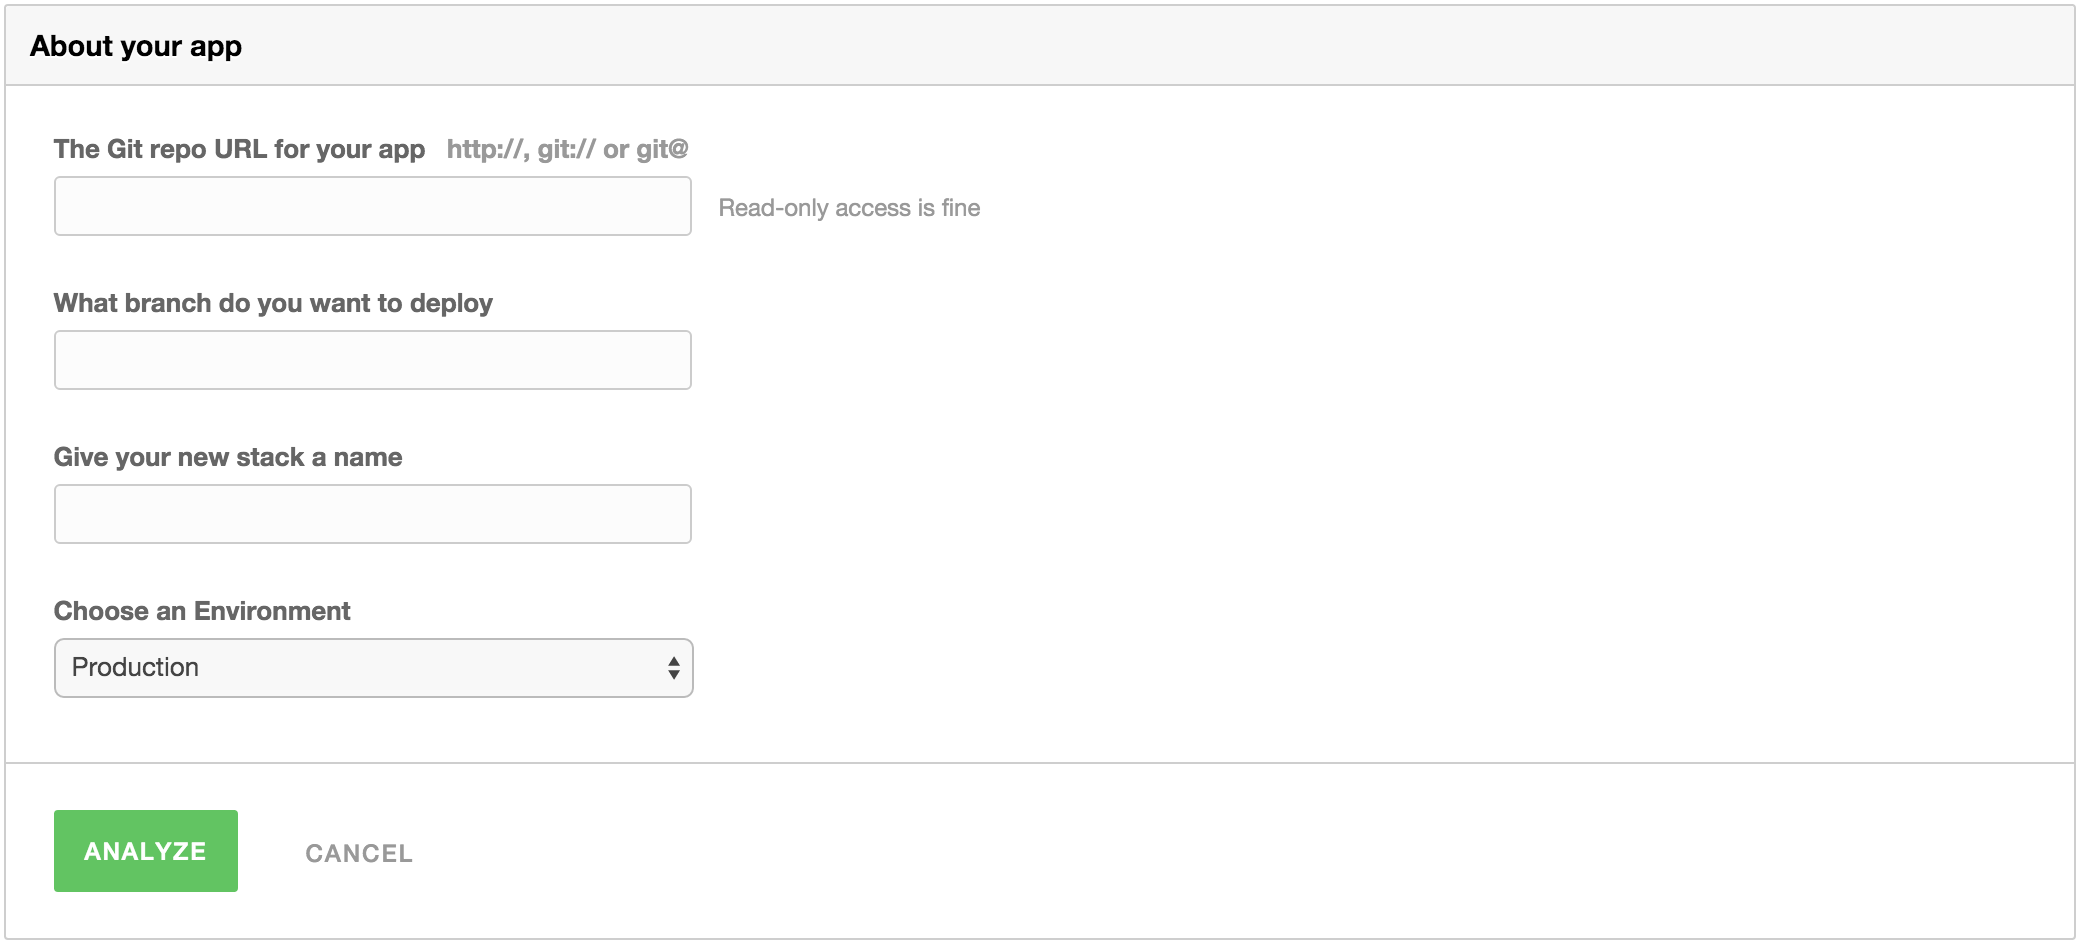 About your app
The Git repo URL for your app http://, git:// or git@
Read-only access is fine
What branch do you want to deploy
Give your new stack a name
Choose an Environment
Production
ANALYZE CANCEL